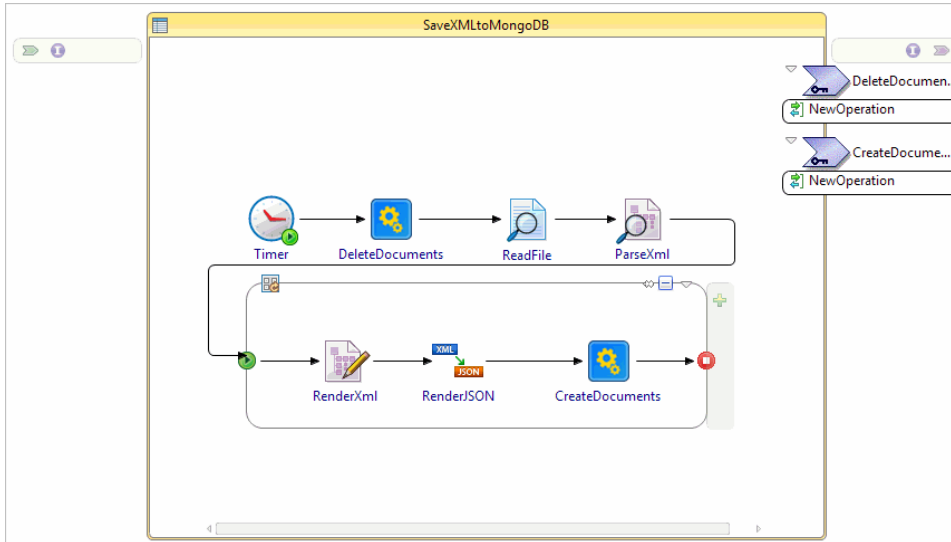 SaveXMLtoMongoDB
DeleteDocumen...
NewOperation
CreateDocume...
NewOperation
Timer
DeleteDocuments
ReadFile
ParseXml
XML
JSON
RenderXml
RenderJSON
CreateDocuments